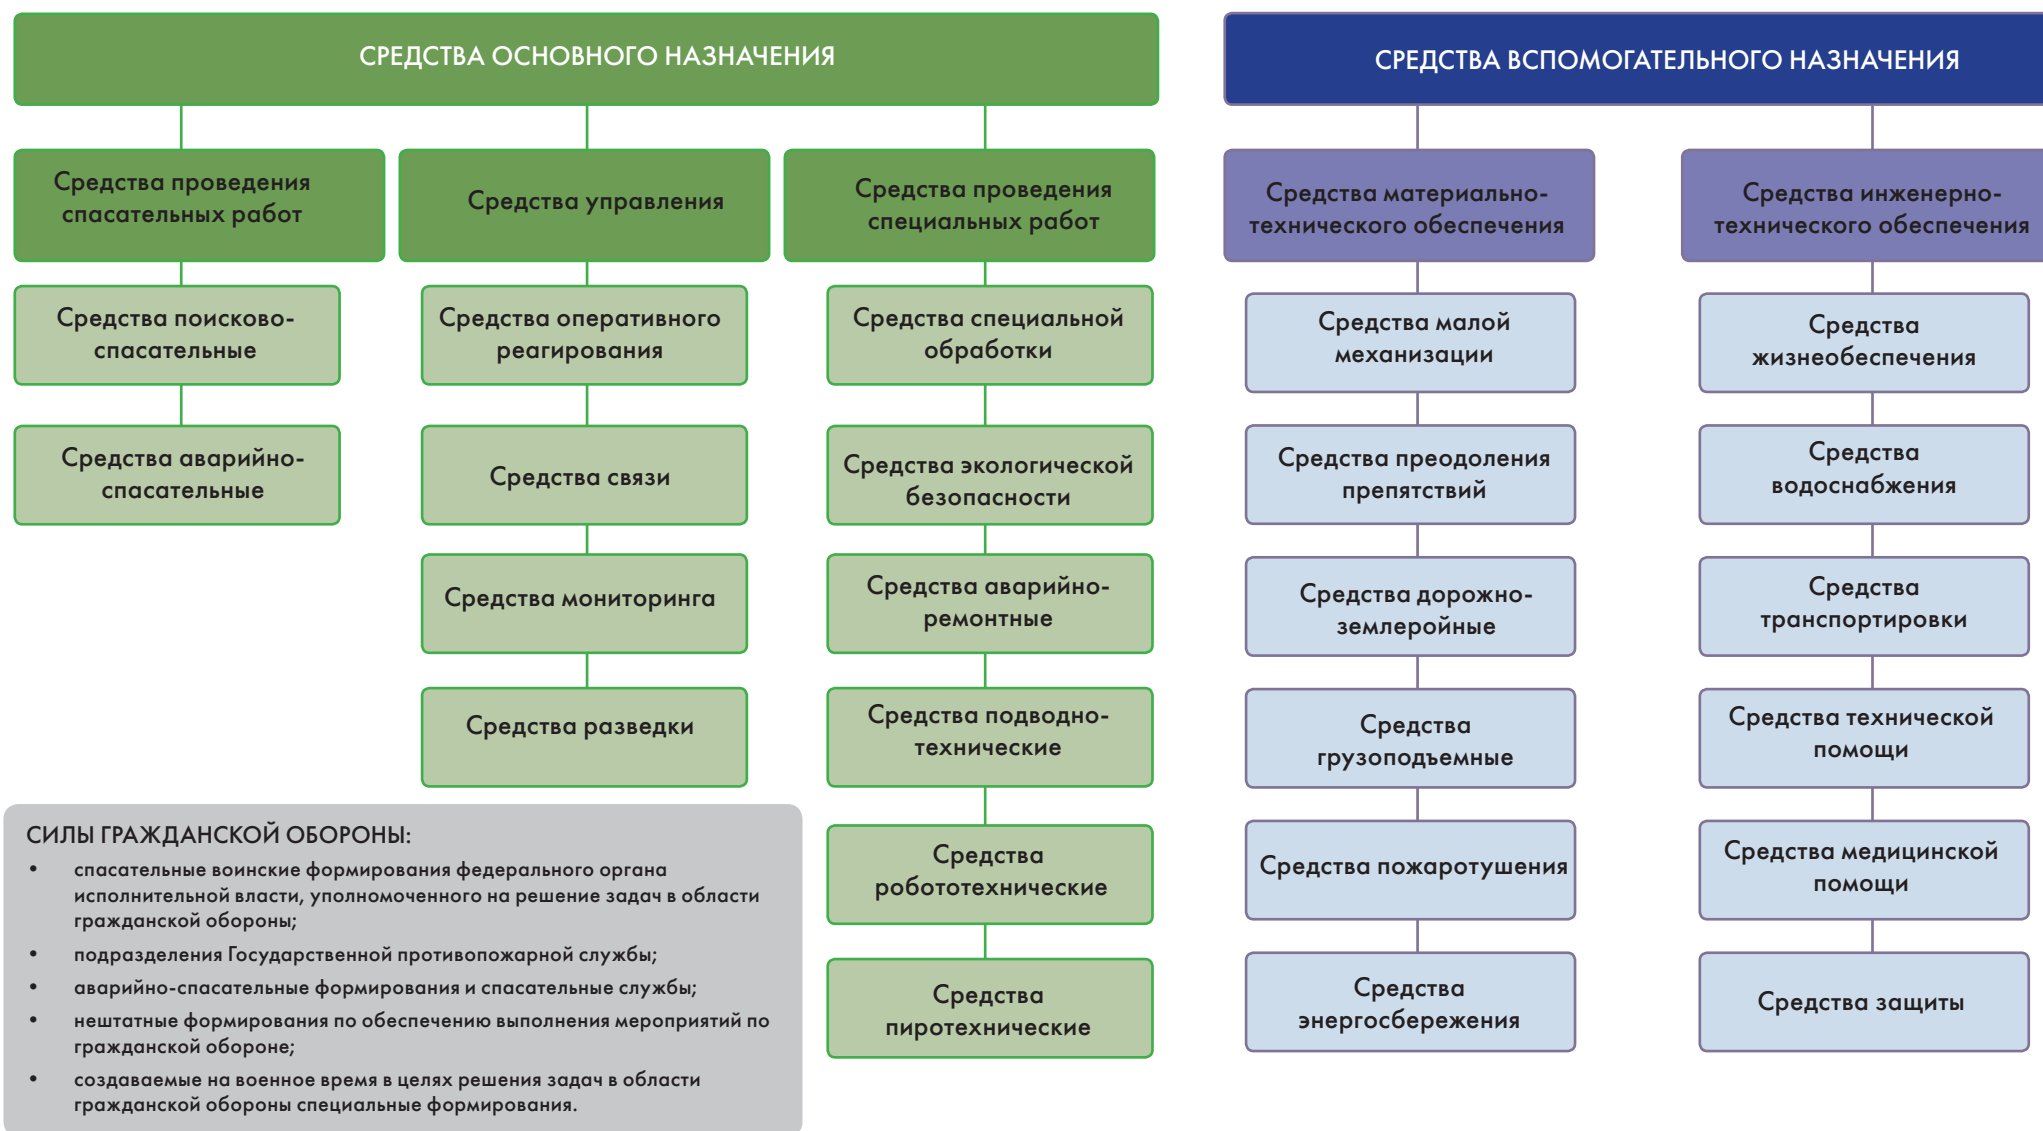 СРЕДСТВА ОСНОВНОГО НАЗНАЧЕНИЯ
Средства проведения
спасательных работ
Средства поисково-
спасательные
Средства аварийно-
спасательные
Средства управления
Средства оперативного
реагирования
Средства связи
Средства мониторинга
Средства разведки
Средства проведения
специальных работ
Средства специальной
обработки
Средства экологической
безопасности
Средства аварийно-
ремонтные
Средства подводно-
технические
Средства
робототехнические
Средства
пиротехнические
СРЕДСТВА ВСПОМОГАТЕЛЬНОГО НАЗНАЧЕНИЯ
Средства материально-
технического обеспечения
Средства малой
механизации
Средства преодоления
препятствий
Средства дорожно-
землеройные
Средства
грузоподъемные
Средства пожаротушения
Средства
энергосбережения
Средства инженерно-
технического обеспечения
Средства
жизнеобеспечения
Средства
водоснабжения
Средства
транспортировки
Средства технической
помощи
Средства медицинской
помощи
Средства защиты
СИЛЫ ГРАЖДАНСКОЙ ОБОРОНЫ:
• спасательные воинские формирования федерального органа
исполнительной власти, уполномоченного на решение задач в области
гражданской обороны;
• подразделения Государственной противопожарной службы;
• аварийно-спасательные формирования и спасательные службы;
• нештатные формирования по обеспечению выполнения мероприятий по
гражданской обороне;
• создаваемые на военное время в целях решения задач в области
гражданской обороны специальные формирования.